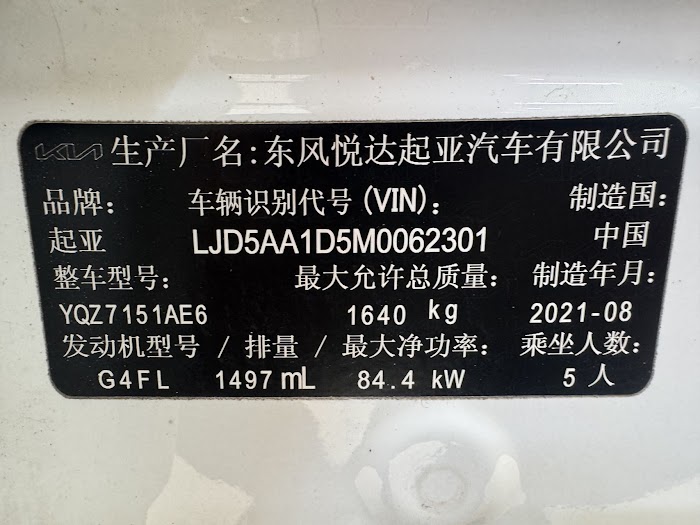 KIA 生产厂名:东风悦达起亚汽车有限公司
品牌: 车辆识别代号(VIN): 制造国:
起亚 LJD5AA1D5M0062301 中国
整车型号: 最大允许总质量: 制造年月:
YQZ7151AE6 1640 kg 2021-08
发动机型号 / 排量 / 最大净功率: 乘坐人数:
G4FL 1497mL 84.4 kW 5 人